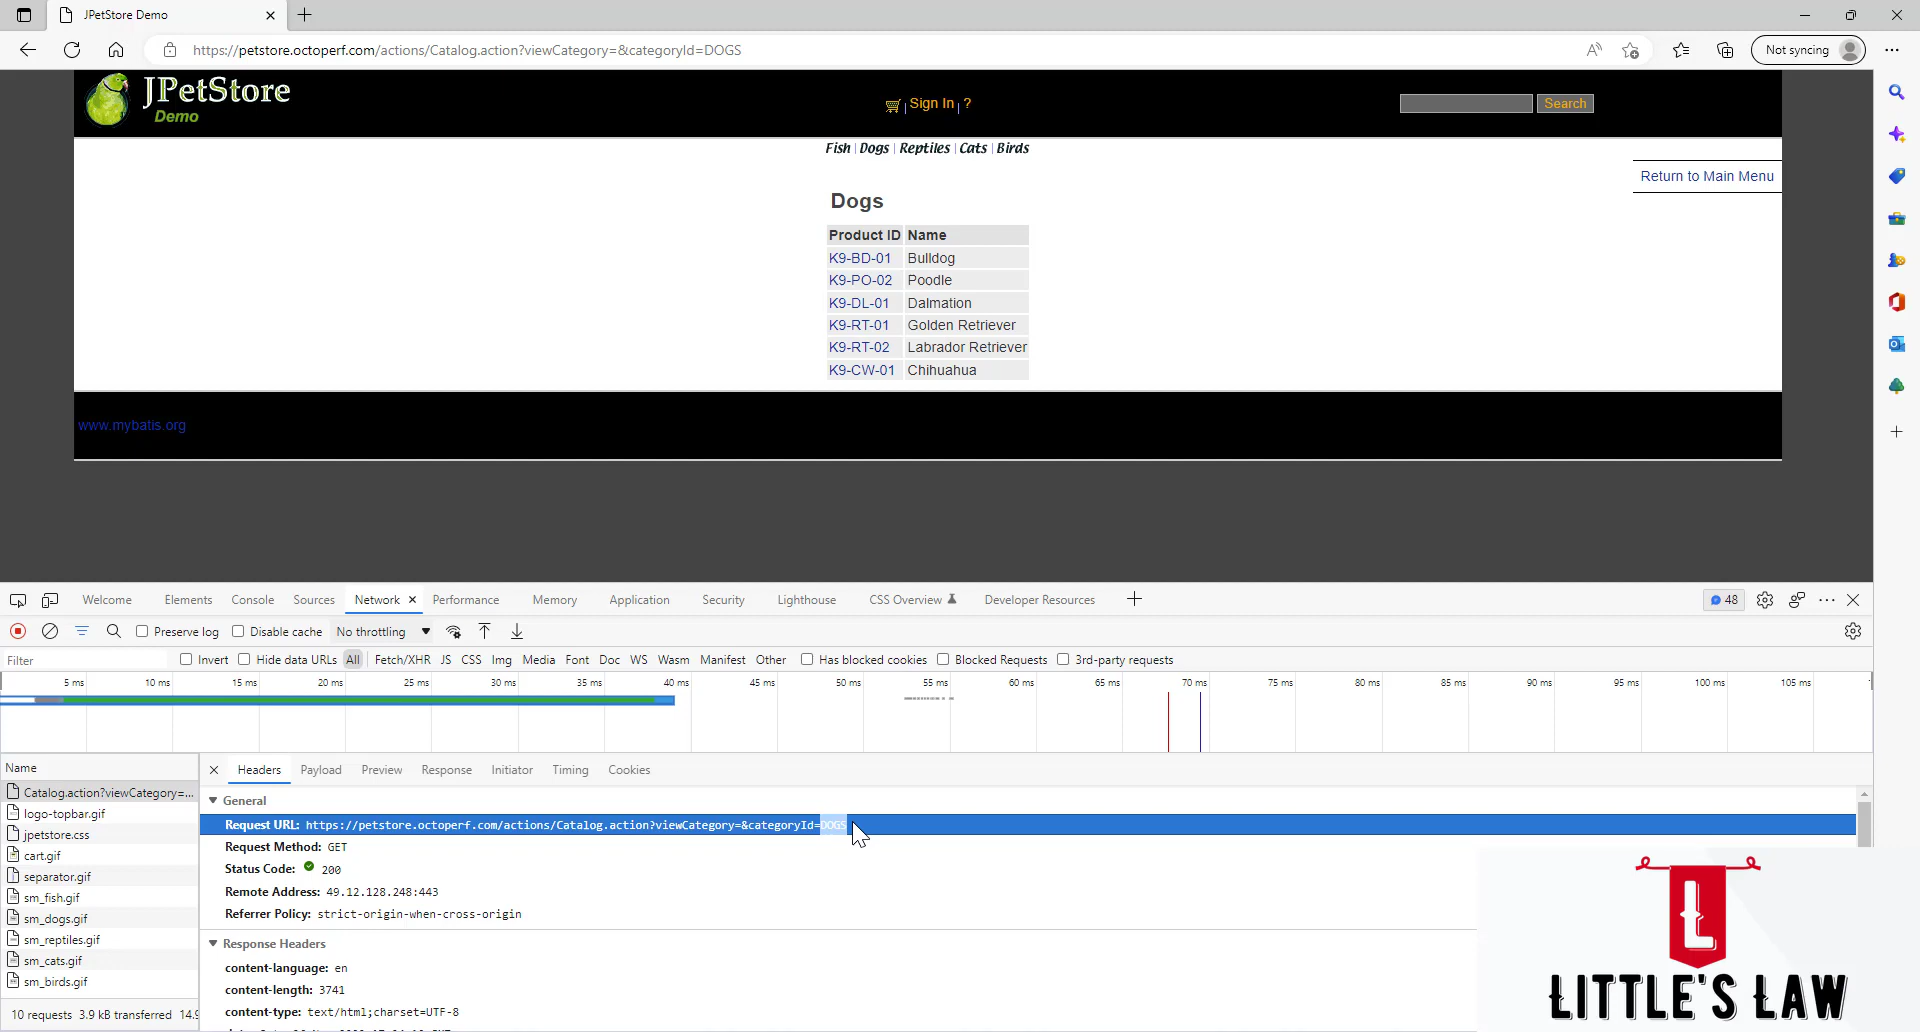 JPetStore Demo
https://petstore.octoperf.com/actions/Catalog.action?viewCategory=&categoryId=DOGS
Not syncing
JPetStore
Demo
Sign In | ?
Search
Fish | Dogs | Reptiles | Cats | Birds
Return to Main Menu
Dogs
Product ID Name
K9-BD-01 Bulldog
K9-PO-02 Poodle
K9-DL-01 Dalmation
K9-RT-01 Golden Retriever
K9-RT-02 Labrador Retriever
K9-CW-01 Chihuahua
www.mybatis.org
Welcome Elements Console Sources Network Performance Memory Application Security Lighthouse CSS Overview Developer Resources 48
Preserve log Disable cache No throttling
Filter Invert Hide data URLs All Fetch/XHR JS CSS Img Media Font Doc WS Wasm Manifest Other Has blocked cookies Blocked Requests 3rd-party requests
5 ms 10 ms 15 ms 20 ms 25 ms 30 ms 35 ms 40 ms 45 ms 50 ms 55 ms 60 ms 65 ms 70 ms 75 ms 80 ms 85 ms 90 ms 95 ms 100 ms 105 ms
Name
Catalog.action?viewCategory=...
logo-topbar.gif
jpetstore.css
cart.gif
separator.gif
sm_fish.gif
sm_dogs.gif
sm_reptiles.gif
sm_cats.gif
sm_birds.gif
10 requests 3.9 kB transferred 14.9
Headers Payload Preview Response Initiator Timing Cookies
General
Request URL: https://petstore.octoperf.com/actions/Catalog.action?viewCategory=&categoryId=DOGS
Request Method: GET
Status Code: 200
Remote Address: 49.12.128.248:443
Referrer Policy: strict-origin-when-cross-origin
Response Headers
content-language: en
content-length: 3741
content-type: text/html;charset=UTF-8
L
LITTLE'S LAW